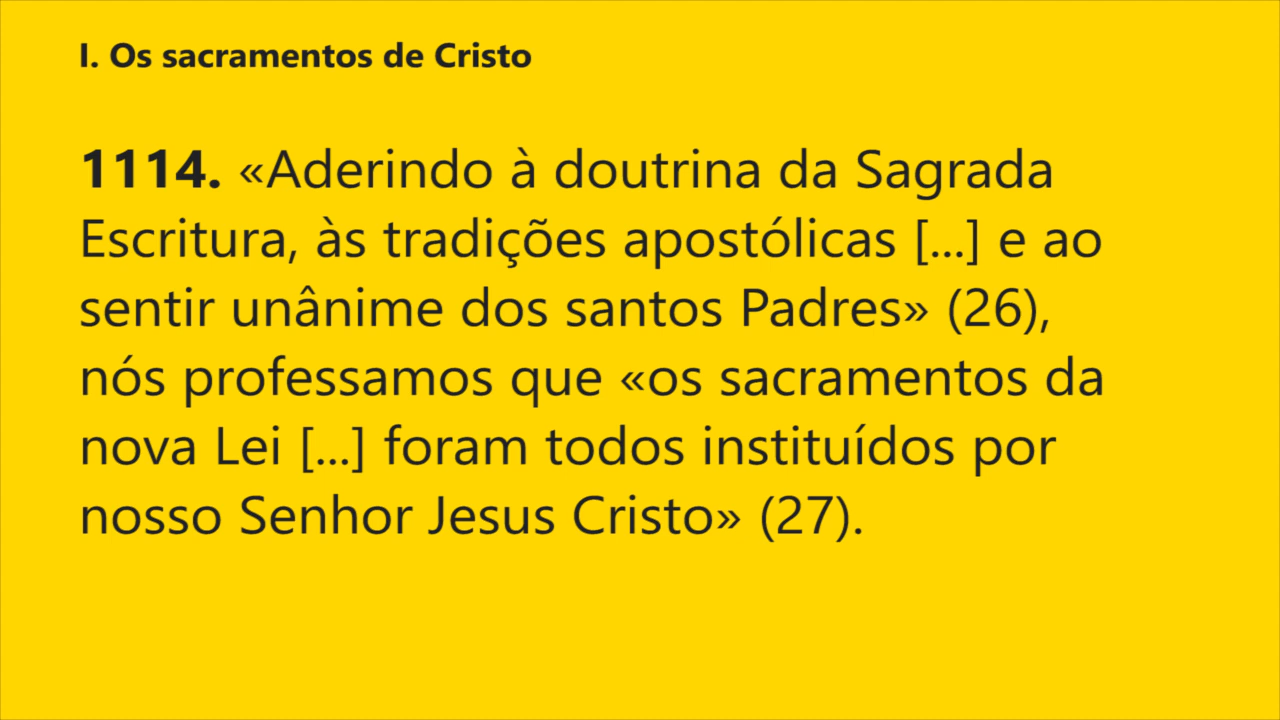 I. Os sacramentos de Cristo
1114. «Aderindo à doutrina da Sagrada
Escritura, às tradições apostólicas [...] e ao
sentir unânime dos santos Padres» (26),
nós professamos que «os sacramentos da
nova Lei [...] foram todos instituídos por
nosso Senhor Jesus Cristo» (27).